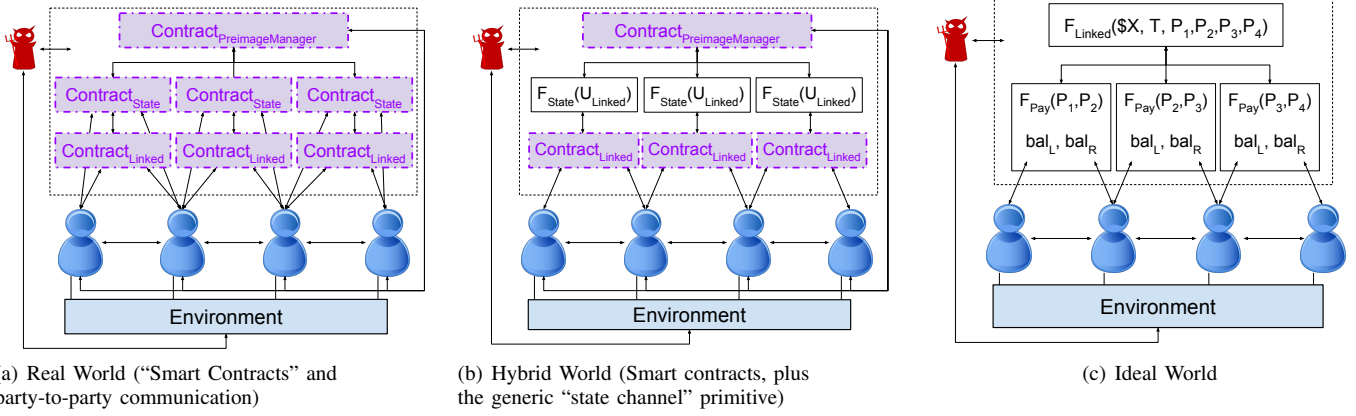 Contract_PreimageManager
Contract_State Contract_State Contract_State
Contract_Linked Contract_Linked Contract_Linked
Environment
(a) Real World (“Smart Contracts” and
party-to-party communication)
Contract_PreimageManager
F_State(U_Linked) F_State(U_Linked) F_State(U_Linked)
Contract_Linked Contract_Linked Contract_Linked
Environment
(b) Hybrid World (Smart contracts, plus
the generic “state channel” primitive)
F_Linked($X, T, P_1,P_2,P_3,P_4)
F_Pay(P_1,P_2) F_Pay(P_2,P_3) F_Pay(P_3,P_4)
bal_L, bal_R bal_L, bal_R bal_L, bal_R
Environment
(c) Ideal World